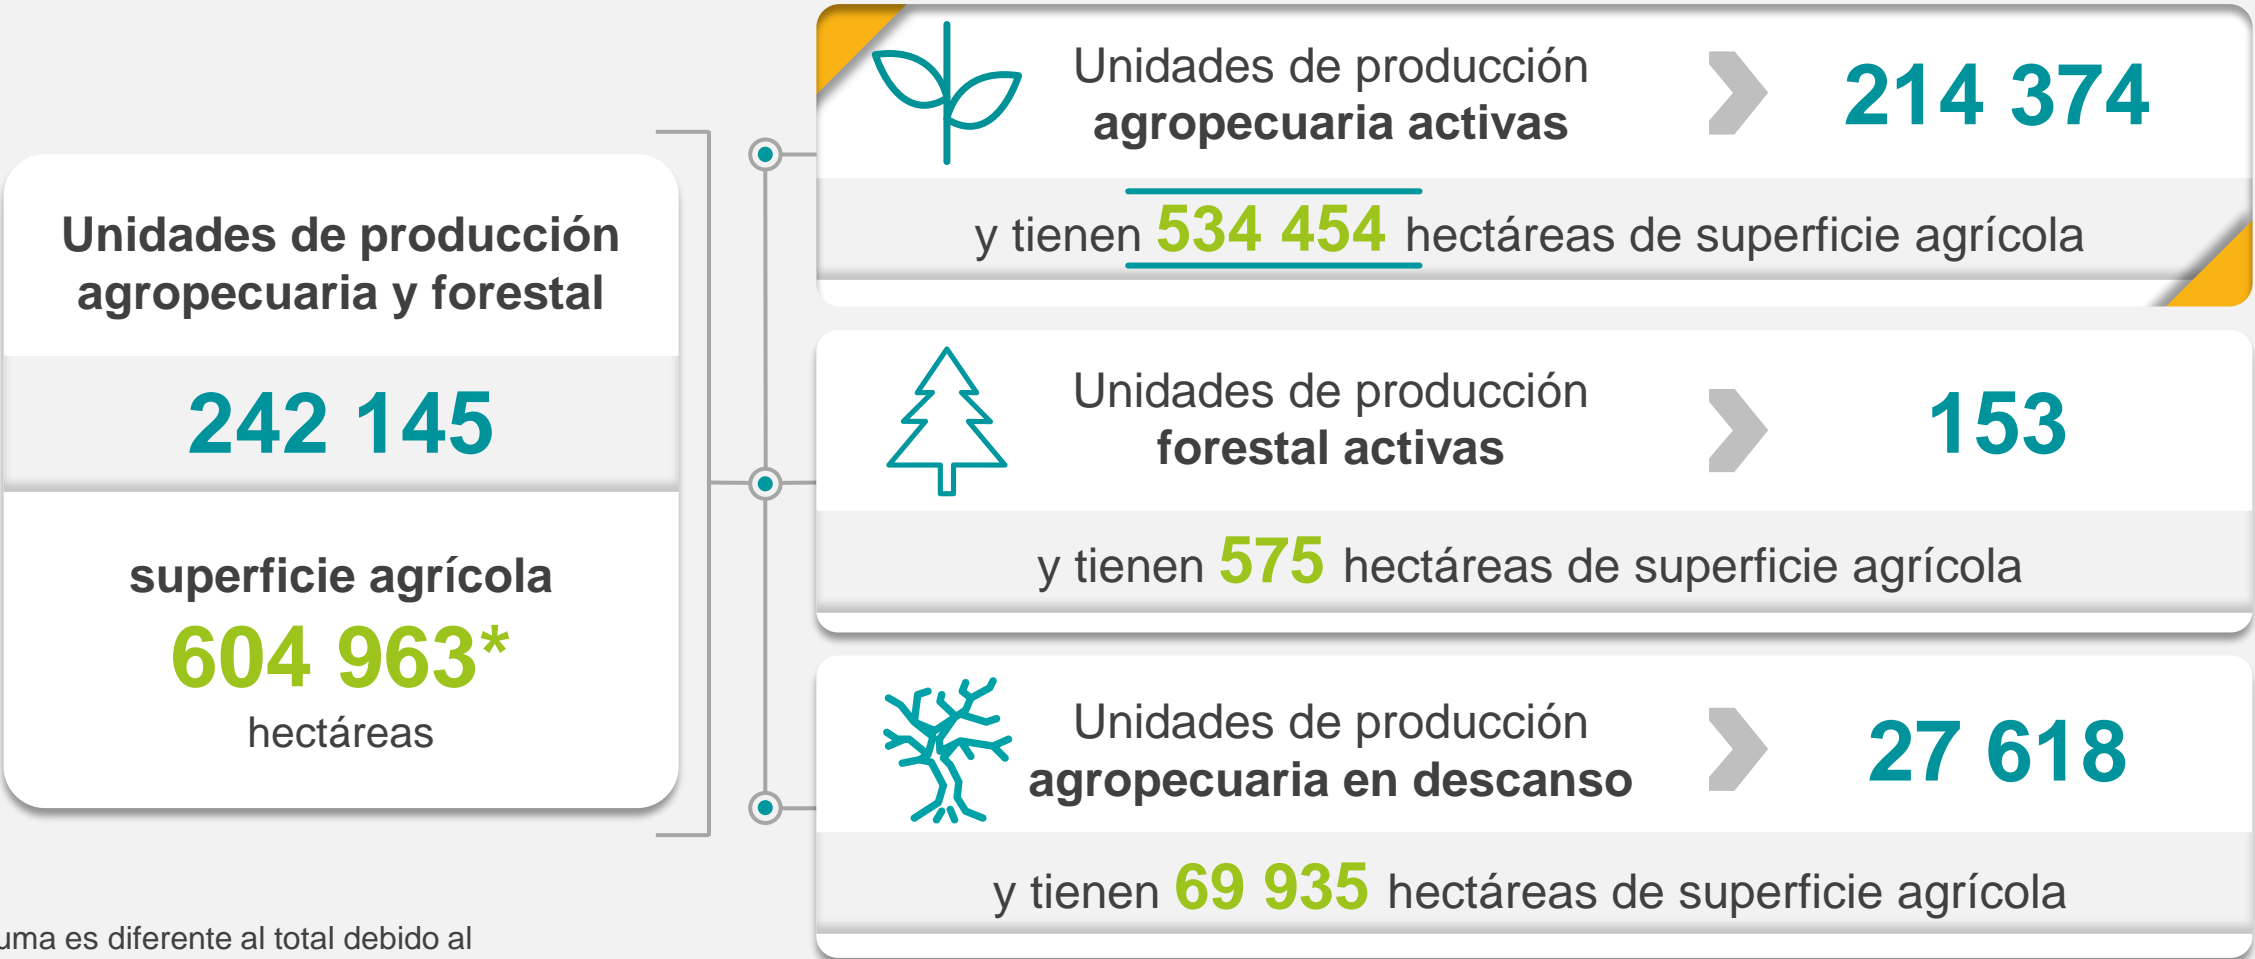 Unidades de producción
agropecuaria y forestal
242 145
superficie agrícola
604 963*
hectáreas
Unidades de producción
agropecuaria activas
214 374
y tienen 534 454 hectáreas de superficie agrícola
Unidades de producción
forestal activas
153
y tienen 575 hectáreas de superficie agrícola
Unidades de producción
agropecuaria en descanso
27 618
y tienen 69 935 hectáreas de superficie agrícola
es diferente al total debido al